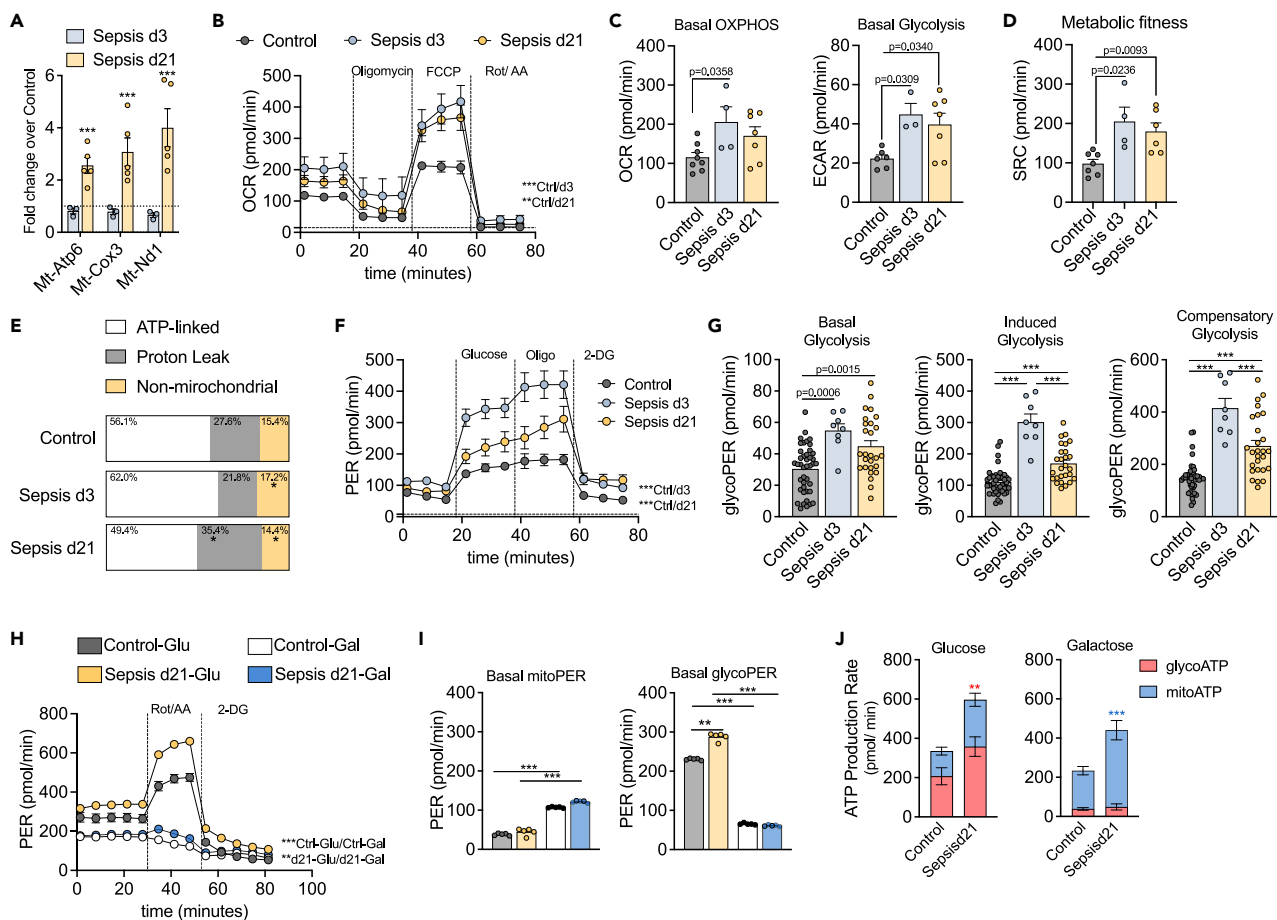 A
Sepsis d3
Sepsis d21
Fold change over Control
6
4
2
0
***
***
***
Mt-Atp6
Mt-Cox3
Mt-Nd1
B
Control
Sepsis d3
Sepsis d21
Oligomycin
FCCP
Rot/ AA
OCR (pmol/min)
500
400
300
200
100
0
***Ctrl/d3
**Ctrl/d21
0 20 40 60 80
time (minutes)
C
Basal OXPHOS
OCR (pmol/min)
400
300
200
100
0
p=0.0358
Control
Sepsis d3
Sepsis d21
Basal Glycolysis
ECAR (pmol/min)
80
60
40
20
0
p=0.0340
p=0.0309
Control
Sepsis d3
Sepsis d21
D
Metabolic fitness
SRC (pmol/min)
400
300
200
100
0
p=0.0093
p=0.0236
Control
Sepsis d3
Sepsis d21
E
ATP-linked
Proton Leak
Non-mirochondrial
Control
56.1% 27.6% 15.4%
Sepsis d3
62.0% 21.8% 17.2%
*
Sepsis d21
49.4% 35.4% 14.4%
* *
F
Glucose
Oligo
2-DG
PER (pmol/min)
500
400
300
200
100
0
Control
Sepsis d3
Sepsis d21
***Ctrl/d3
***Ctrl/d21
0 20 40 60 80
time (minutes)
G
Basal
Glycolysis
glycoPER (pmol/min)
100
80
60
40
20
0
p=0.0015
p=0.0006
Control
Sepsis d3
Sepsis d21
Induced
Glycolysis
glycoPER (pmol/min)
500
400
300
200
100
0
***
*** ***
Control
Sepsis d3
Sepsis d21
Compensatory
Glycolysis
glycoPER (pmol/min)
600
400
200
0
***
*** ***
Control
Sepsis d3
Sepsis d21
H
Control-Glu
Control-Gal
Sepsis d21-Glu
Sepsis d21-Gal
Rot/AA
2-DG
PER (pmol/min)
800
600
400
200
0
***Ctrl-Glu/Ctrl-Gal
**d21-Glu/d21-Gal
0 20 40 60 80 100
time (minutes)
I
Basal mitoPER
PER (pmol/min)
400
300
200
100
0
***
***
Basal glycoPER
PER (pmol/min)
400
300
200
100
0
***
***
**
J
Glucose
ATP Production Rate
(pmol/ min)
600
400
200
0
**
Control
Sepsisd21
Galactose
800
600
400
200
0
***
Control
Sepsisd21
glycoATP
mitoATP